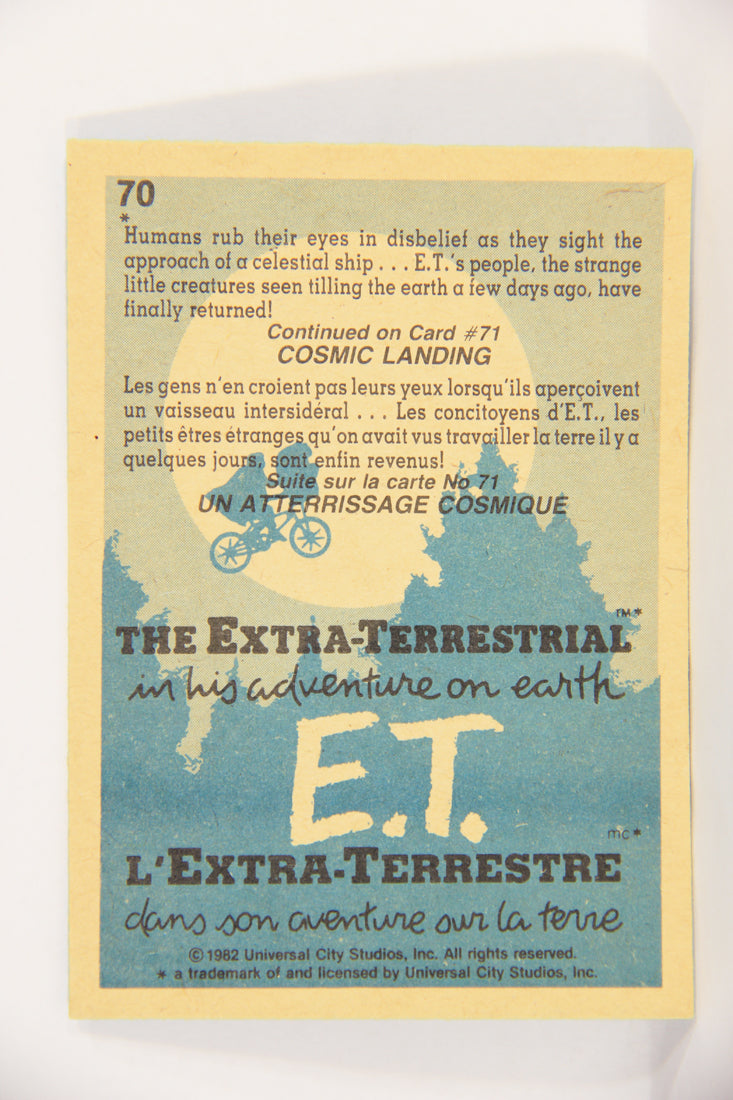 70
*
Humans rub their eyes in disbelief as they sight the
approach of a celestial ship . . . E.T.'s people, the strange
little creatures seen tilling the earth a few days ago, have
finally returned!
Continued on Card #71
COSMIC LANDING
Les gens n'en croient pas leurs yeux lorsqu'ils aperçoivent
un vaisseau intersidéral . . . Les concitoyens d'E.T., les
petits êtres étranges qu'on avait vus travailler la terre il y a
quelques jours, sont enfin revenus!
Suite sur la carte No 71
UN ATTERRISSAGE COSMIQUE
THE EXTRA-TERRESTRIAL TM*
in his adventure on earth
E.T.
mc*
L'EXTRA-TERRESTRE
dans son aventure sur la terre
©1982 Universal City Studios, Inc. All rights reserved.
* a trademark of and licensed by Universal City Studios, Inc.